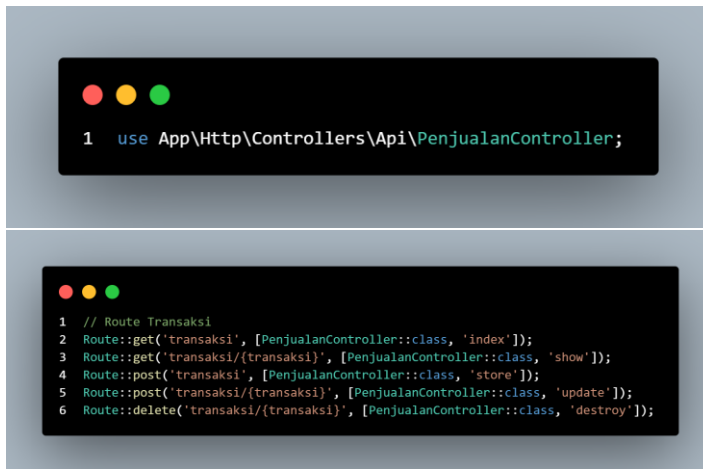 1 use App\Http\Controllers\Api\PenjualanController;
1 // Route Transaksi
2 Route::get('transaksi', [PenjualanController::class, 'index']);
3 Route::get('transaksi/{transaksi}', [PenjualanController::class, 'show']);
4 Route::post('transaksi', [PenjualanController::class, 'store']);
5 Route::post('transaksi/{transaksi}', [PenjualanController::class, 'update']);
6 Route::delete('transaksi/{transaksi}', [PenjualanController::class, 'destroy']);